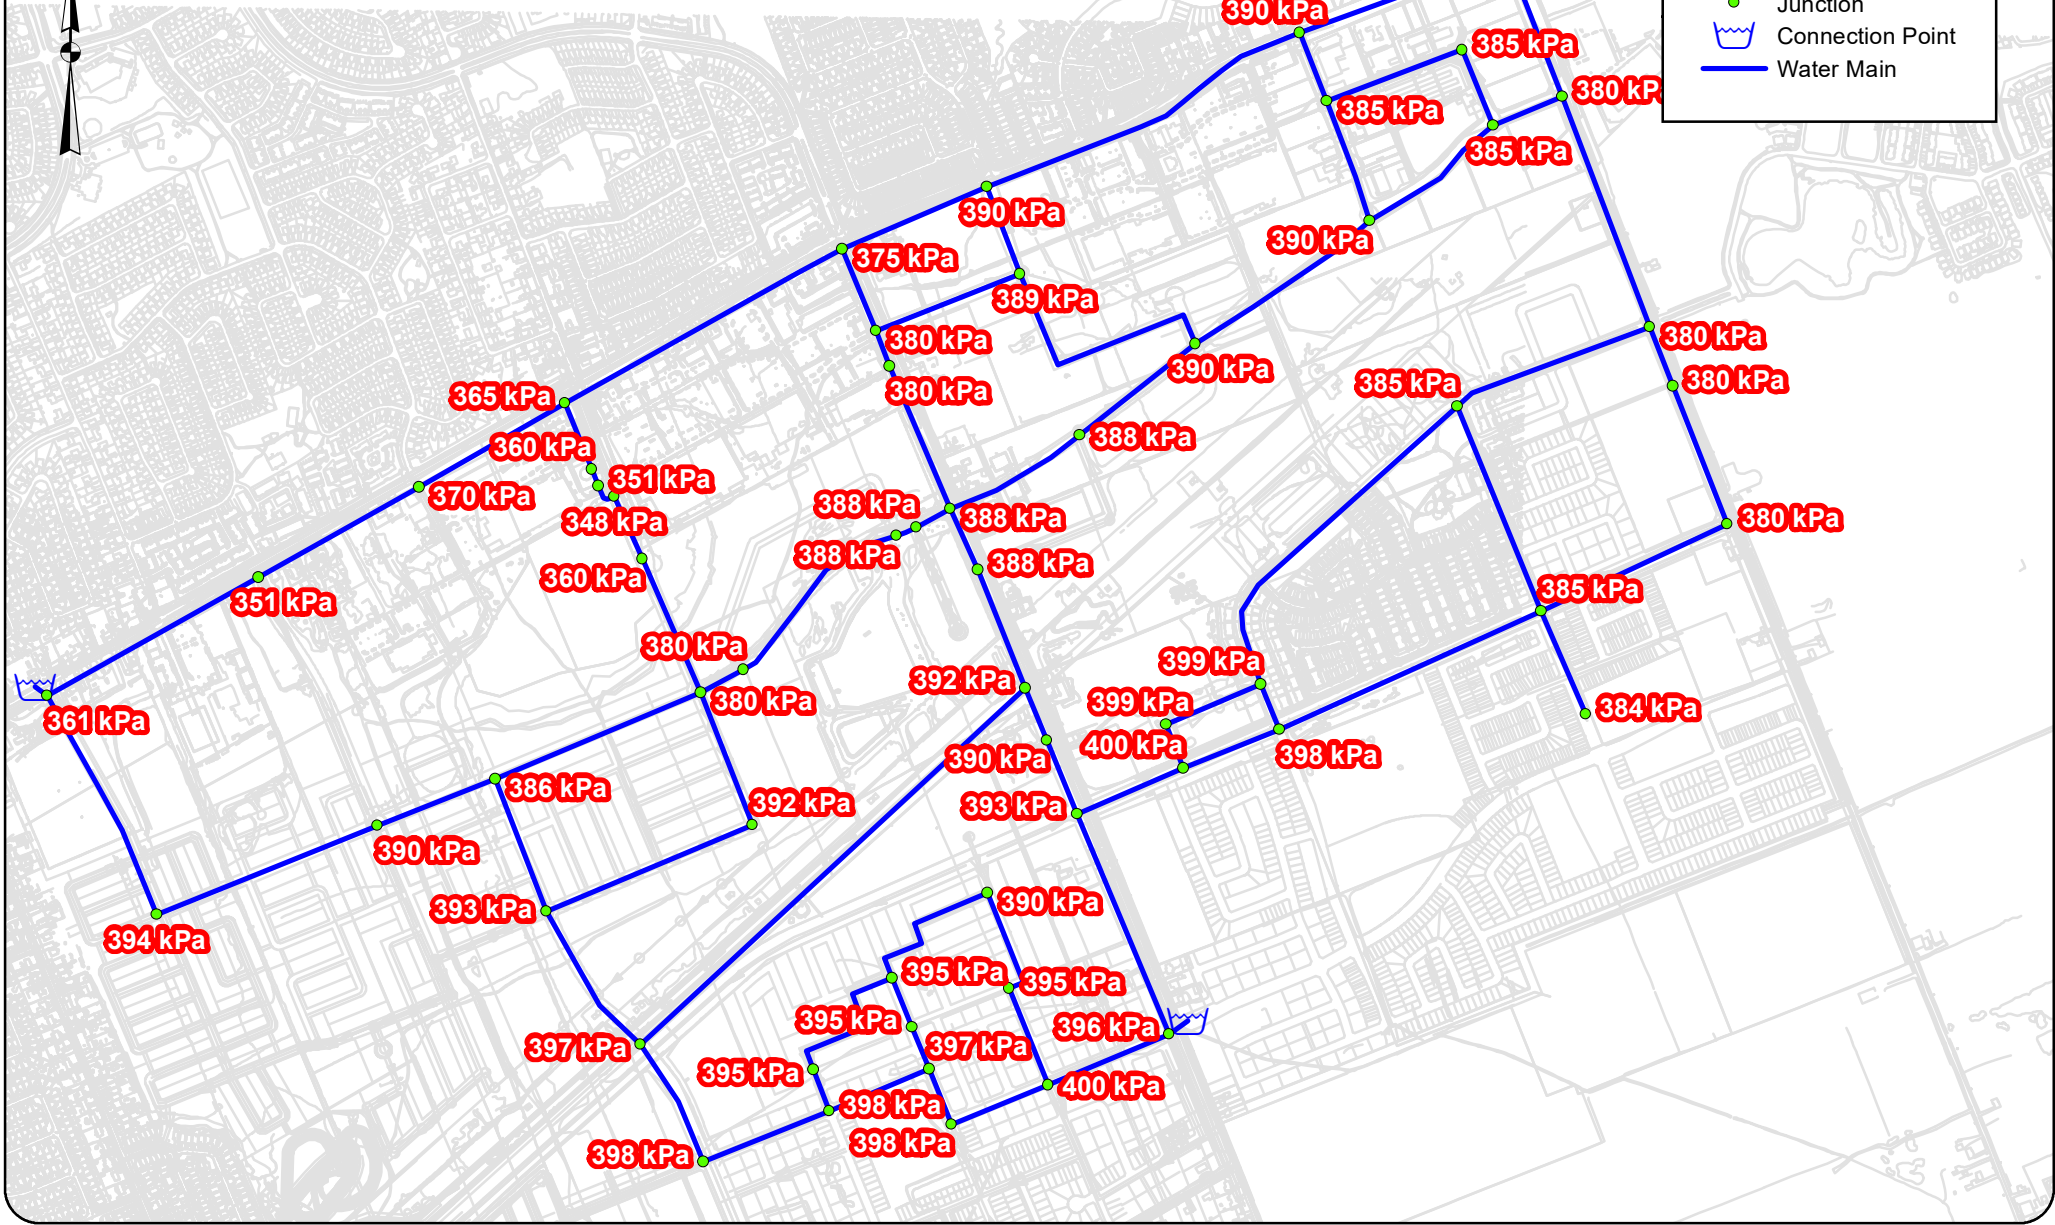 390 kPa
Junction
Connection Point
Water Main
385 kPa
380 kP
385 kPa
385 kPa
390 kPa
390 kPa
375 kPa
389 kPa
380 kPa
380 kPa
380 kPa
390 kPa
380 kPa
385 kPa
380 kPa
365 kPa
388 kPa
360 kPa
351 kPa
370 kPa
388 kPa
348 kPa
388 kPa
380 kPa
388 kPa
388 kPa
360 kPa
385 kPa
351 kPa
380 kPa
399 kPa
392 kPa
380 kPa
399 kPa
384 kPa
361 kPa
400 kPa
398 kPa
390 kPa
386 kPa
392 kPa
393 kPa
390 kPa
390 kPa
393 kPa
394 kPa
395 kPa
395 kPa
395 kPa
396 kPa
397 kPa
397 kPa
395 kPa
400 kPa
398 kPa
398 kPa
398 kPa